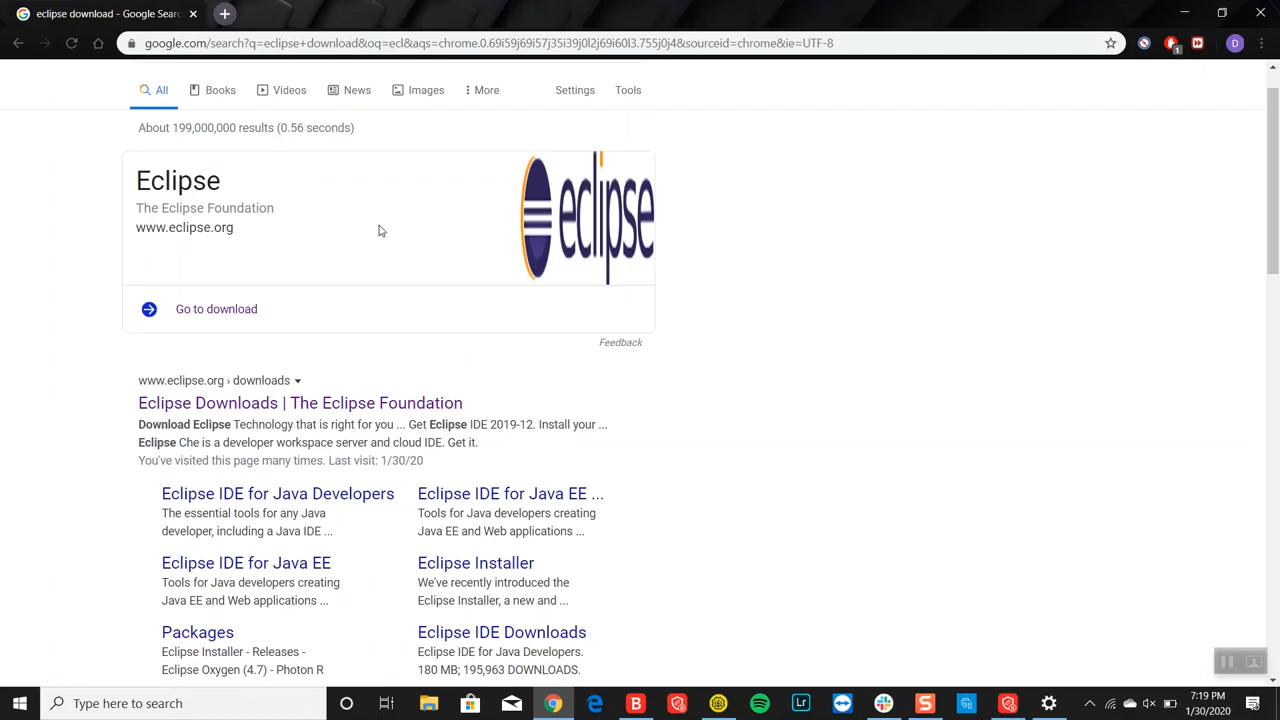 eclipse download - Google Sear
google.com/search?q=eclipse+download&oq=ecl&aqs=chrome.0.69i59j69i57j35i39j0l2j69i60l3.755j0j4&sourceid=chrome&ie=UTF-8
D
1
All
Books
Videos
News
Images
More
Settings
Tools
About 199,000,000 results (0.56 seconds)
Eclipse
The Eclipse Foundation
www.eclipse.org
eclipse
Go to download
Feedback
www.eclipse.org › downloads
Eclipse Downloads | The Eclipse Foundation
Download Eclipse Technology that is right for you ... Get Eclipse IDE 2019-12. Install your ...
Eclipse Che is a developer workspace server and cloud IDE. Get it.
You've visited this page many times. Last visit: 1/30/20
Eclipse IDE for Java Developers
The essential tools for any Java
developer, including a Java IDE ...
Eclipse IDE for Java EE ...
Tools for Java developers creating
Java EE and Web applications ...
Eclipse IDE for Java EE
Tools for Java developers creating
Java EE and Web applications ...
Eclipse Installer
We've recently introduced the
Eclipse Installer, a new and ...
Packages
Eclipse Installer - Releases -
Eclipse Oxygen (4.7) - Photon R
Eclipse IDE Downloads
Eclipse IDE for Java Developers.
180 MB; 195,963 DOWNLOADS.
Type here to search
B
Lr
S
7:19 PM
1/30/2020